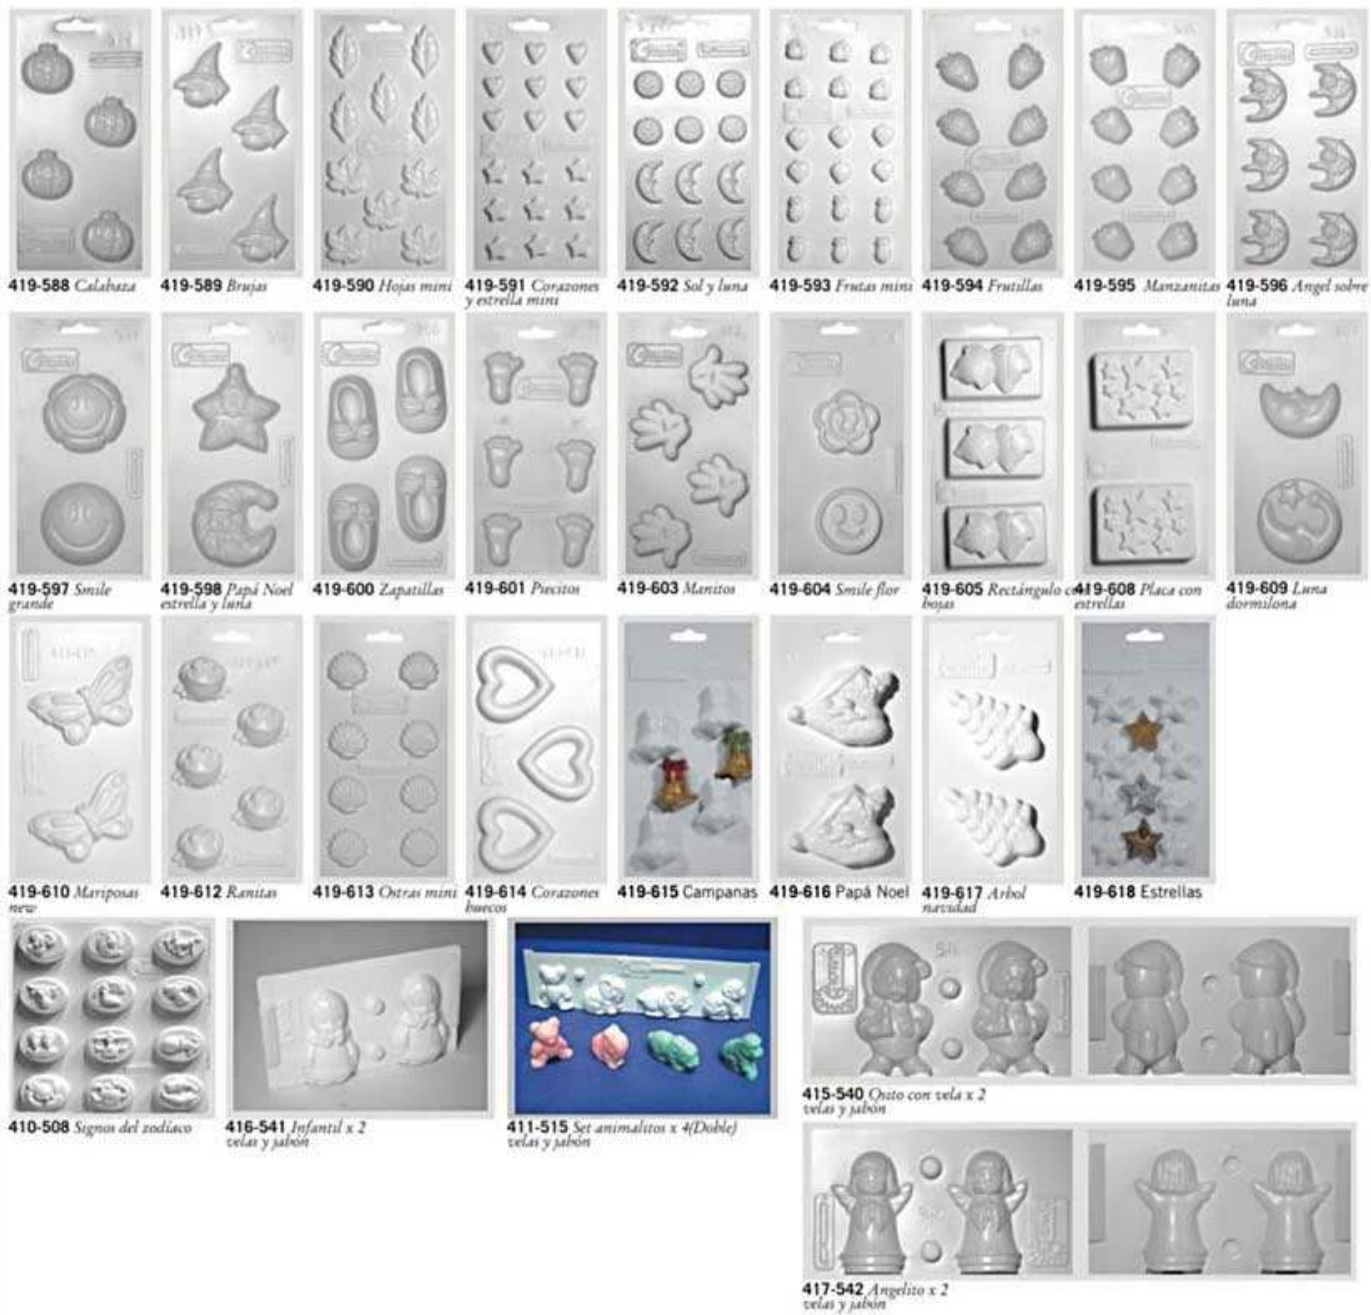 419-588 Calabaza
419-589 Brujas
419-590 Hojas mini
419-591 Corazones
y estrella mini
419-592 Sol y luna
419-593 Frutas mini
419-594 Frutillas
419-595 Manzanitas
419-596 Angel sobre
luna
419-597 Smile
grande
419-598 Papá Noel
estrella y luna
419-600 Zapatillas
419-601 Piecitos
419-603 Manitos
419-604 Smile flor
419-605 Rectángulo
hojas
419-608 Placa con
estrellas
419-609 Luna
dormilona
419-610 Mariposas
new
419-612 Ranitas
419-613 Ostras mini
419-614 Corazones
huecos
419-615 Campanas
419-616 Papá Noel
419-617 Arbol
navidad
419-618 Estrellas
410-508 Signos del zodíaco
416-541 Infantil x 2
velas y jabón
411-515 Set animalitos x 4(Doble)
velas y jabón
415-540 Osito con vela x 2
velas y jabón
417-542 Angelito x 2
velas y jabón